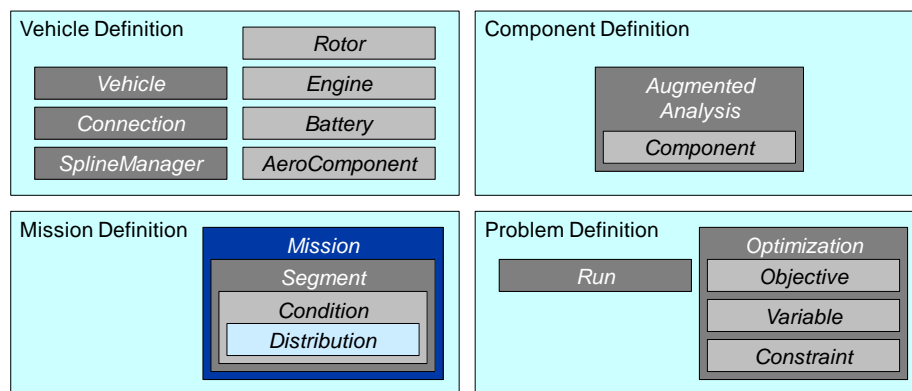 Vehicle Definition
Rotor
Vehicle
Engine
Connection
Battery
SplineManager
AeroComponent
Component Definition
Augmented
Analysis
Component
Mission Definition
Mission
Segment
Condition
Distribution
Problem Definition
Run
Optimization
Objective
Variable
Constraint